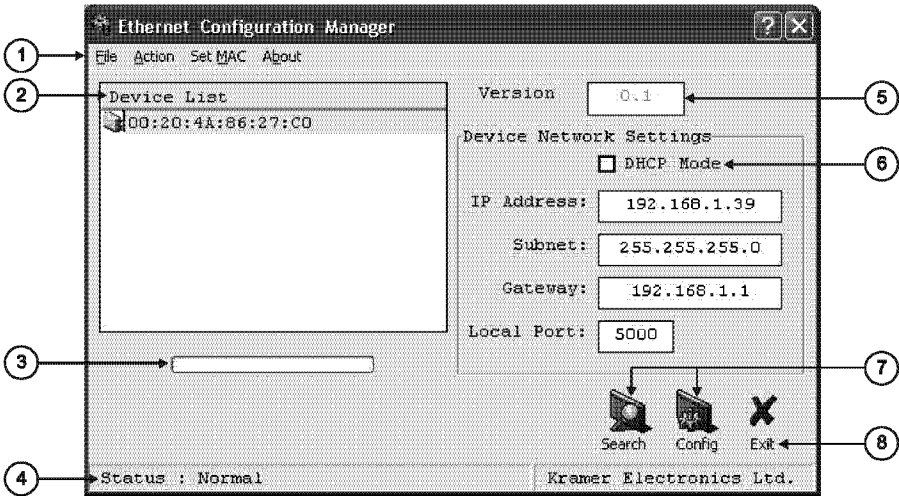 Ethernet Configuration Manager
1
File Action Set MAC About
2
Device List
00:20:4A:86:27:C0
Version
0.1
5
Device Network Settings
DHCP Mode
6
IP Address: 192.168.1.39
Subnet: 255.255.255.0
Gateway: 192.168.1.1
Local Port: 5000
3
7
Search Config Exit
8
4
Status : Normal
Kramer Electronics Ltd.